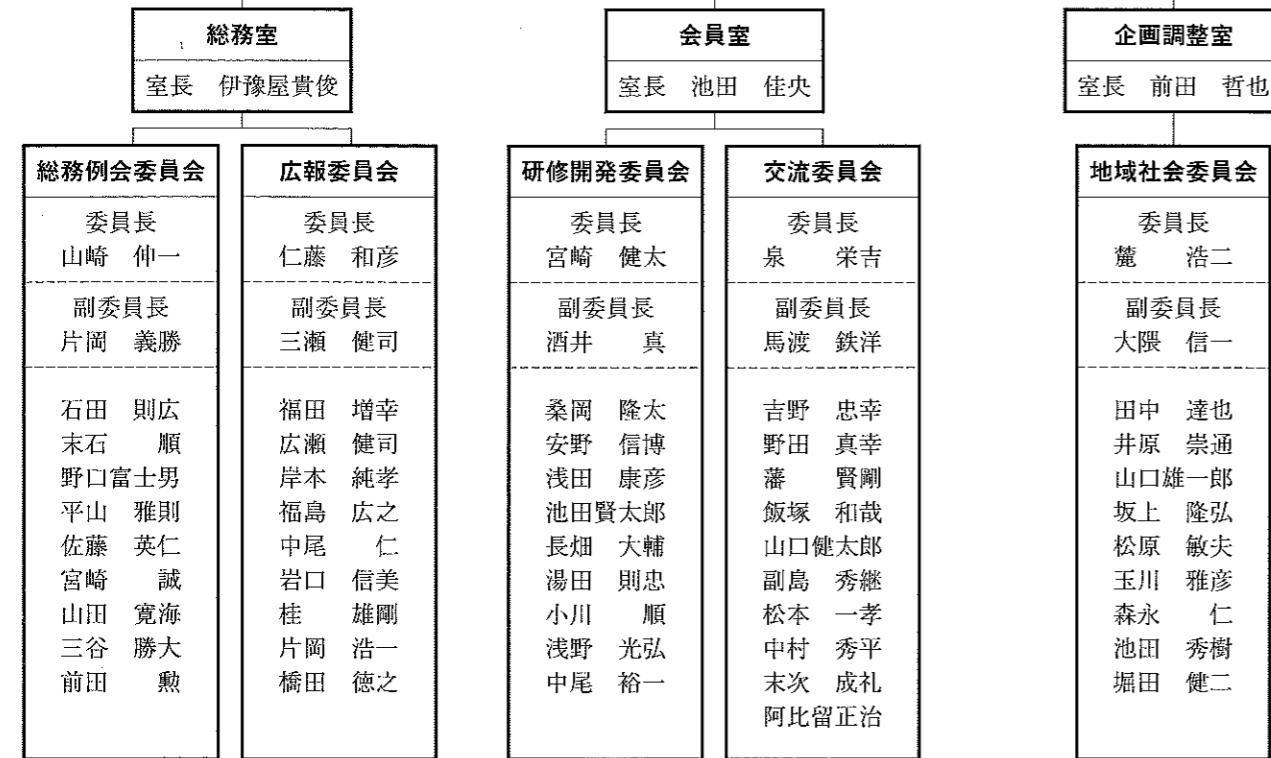 総務室
室長　伊豫屋貴俊
総務例会委員会
委員長
山崎　伸一
副委員長
片岡　義勝
石田　則広
末石　　順
野口富士男
平山　雅則
佐藤　英仁
宮崎　　誠
山田　寛海
三谷　勝大
前田　　勲
広報委員会
委員長
仁藤　和彦
副委員長
三瀬　健司
福田　増幸
広瀬　健司
岸本　純孝
福島　広之
中尾　　仁
岩口　信美
桂　　雄剛
片岡　浩一
橋田　徳之
会員室
室長　池田　佳央
研修開発委員会
委員長
宮崎　健太
副委員長
酒井　　真
桑岡　隆太
安野　信博
浅田　康彦
池田賢太郎
長畑　大輔
湯田　則忠
小川　　順
浅野　光弘
中尾　裕一
交流委員会
委員長
泉　　栄吉
副委員長
馬渡　鉄洋
吉野　忠幸
野田　真幸
藩　　賢剛
飯塚　和哉
山口健太郎
副島　秀継
松本　一孝
中村　秀平
末次　成礼
阿比留正治
企画調整室
室長　前田　哲也
地域社会委員会
委員長
麓　　浩二
副委員長
大隈　信一
田中　達也
井原　崇通
山口雄一郎
坂上　隆弘
松原　敏夫
玉川　雅彦
森永　　仁
池田　秀樹
堀田　健二